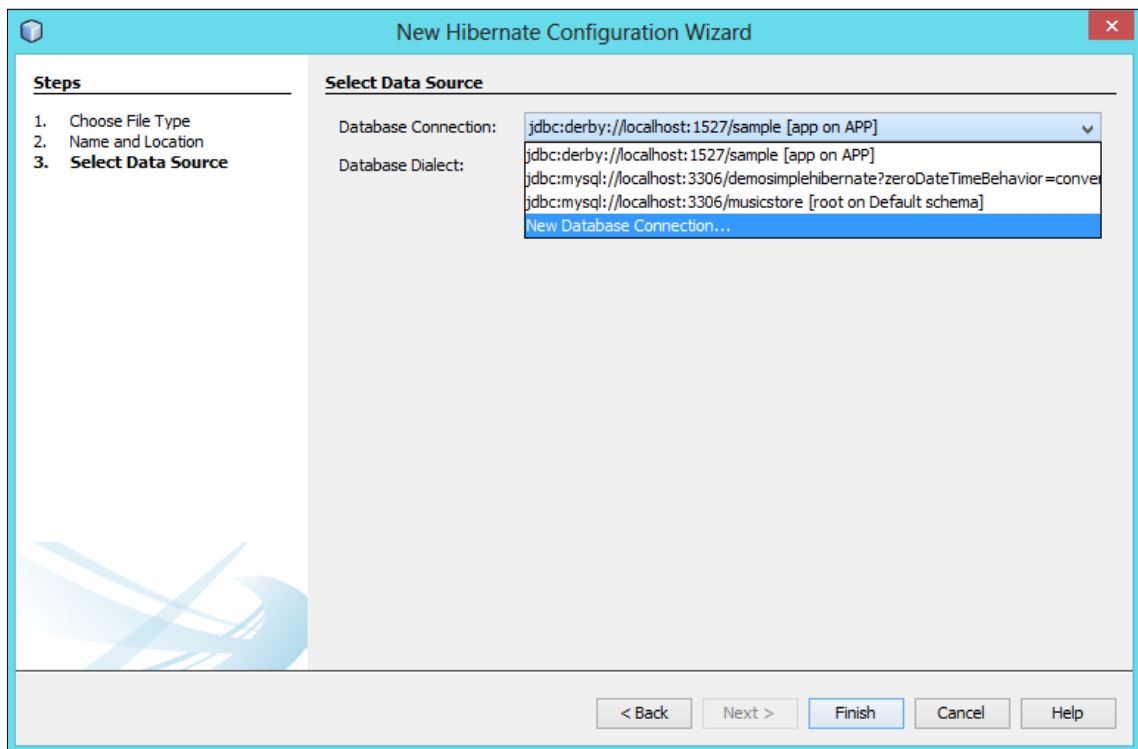 New Hibernate Configuration Wizard
Steps
1. Choose File Type
2. Name and Location
3. Select Data Source
Select Data Source
Database Connection: jdbc:derby://localhost:1527/sample [app on APP]
Database Dialect:
jdbc:derby://localhost:1527/sample [app on APP]
jdbc:mysql://localhost:3306/demosimplehibernate?zeroDateTimeBehavior=conver
jdbc:mysql://localhost:3306/musicstore [root on Default schema]
New Database Connection...
< Back Next > Finish Cancel Help